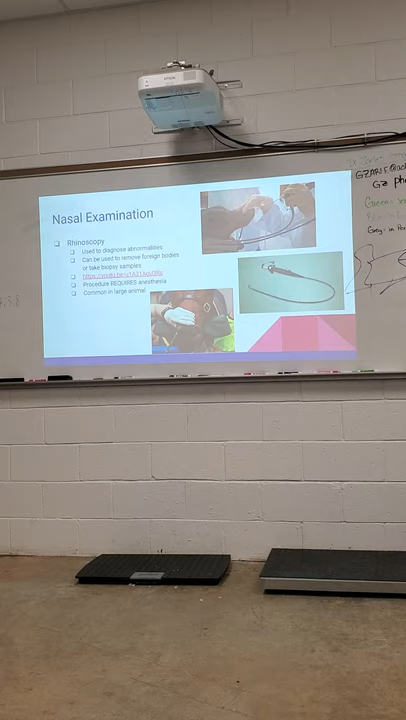 EPSON
Nasal Examination
Rhinoscopy
Used to diagnose abnormalities
Can be used to remove foreign bodies
or take biopsy samples
Procedure REQUIRES anesthesia
Common in large animal